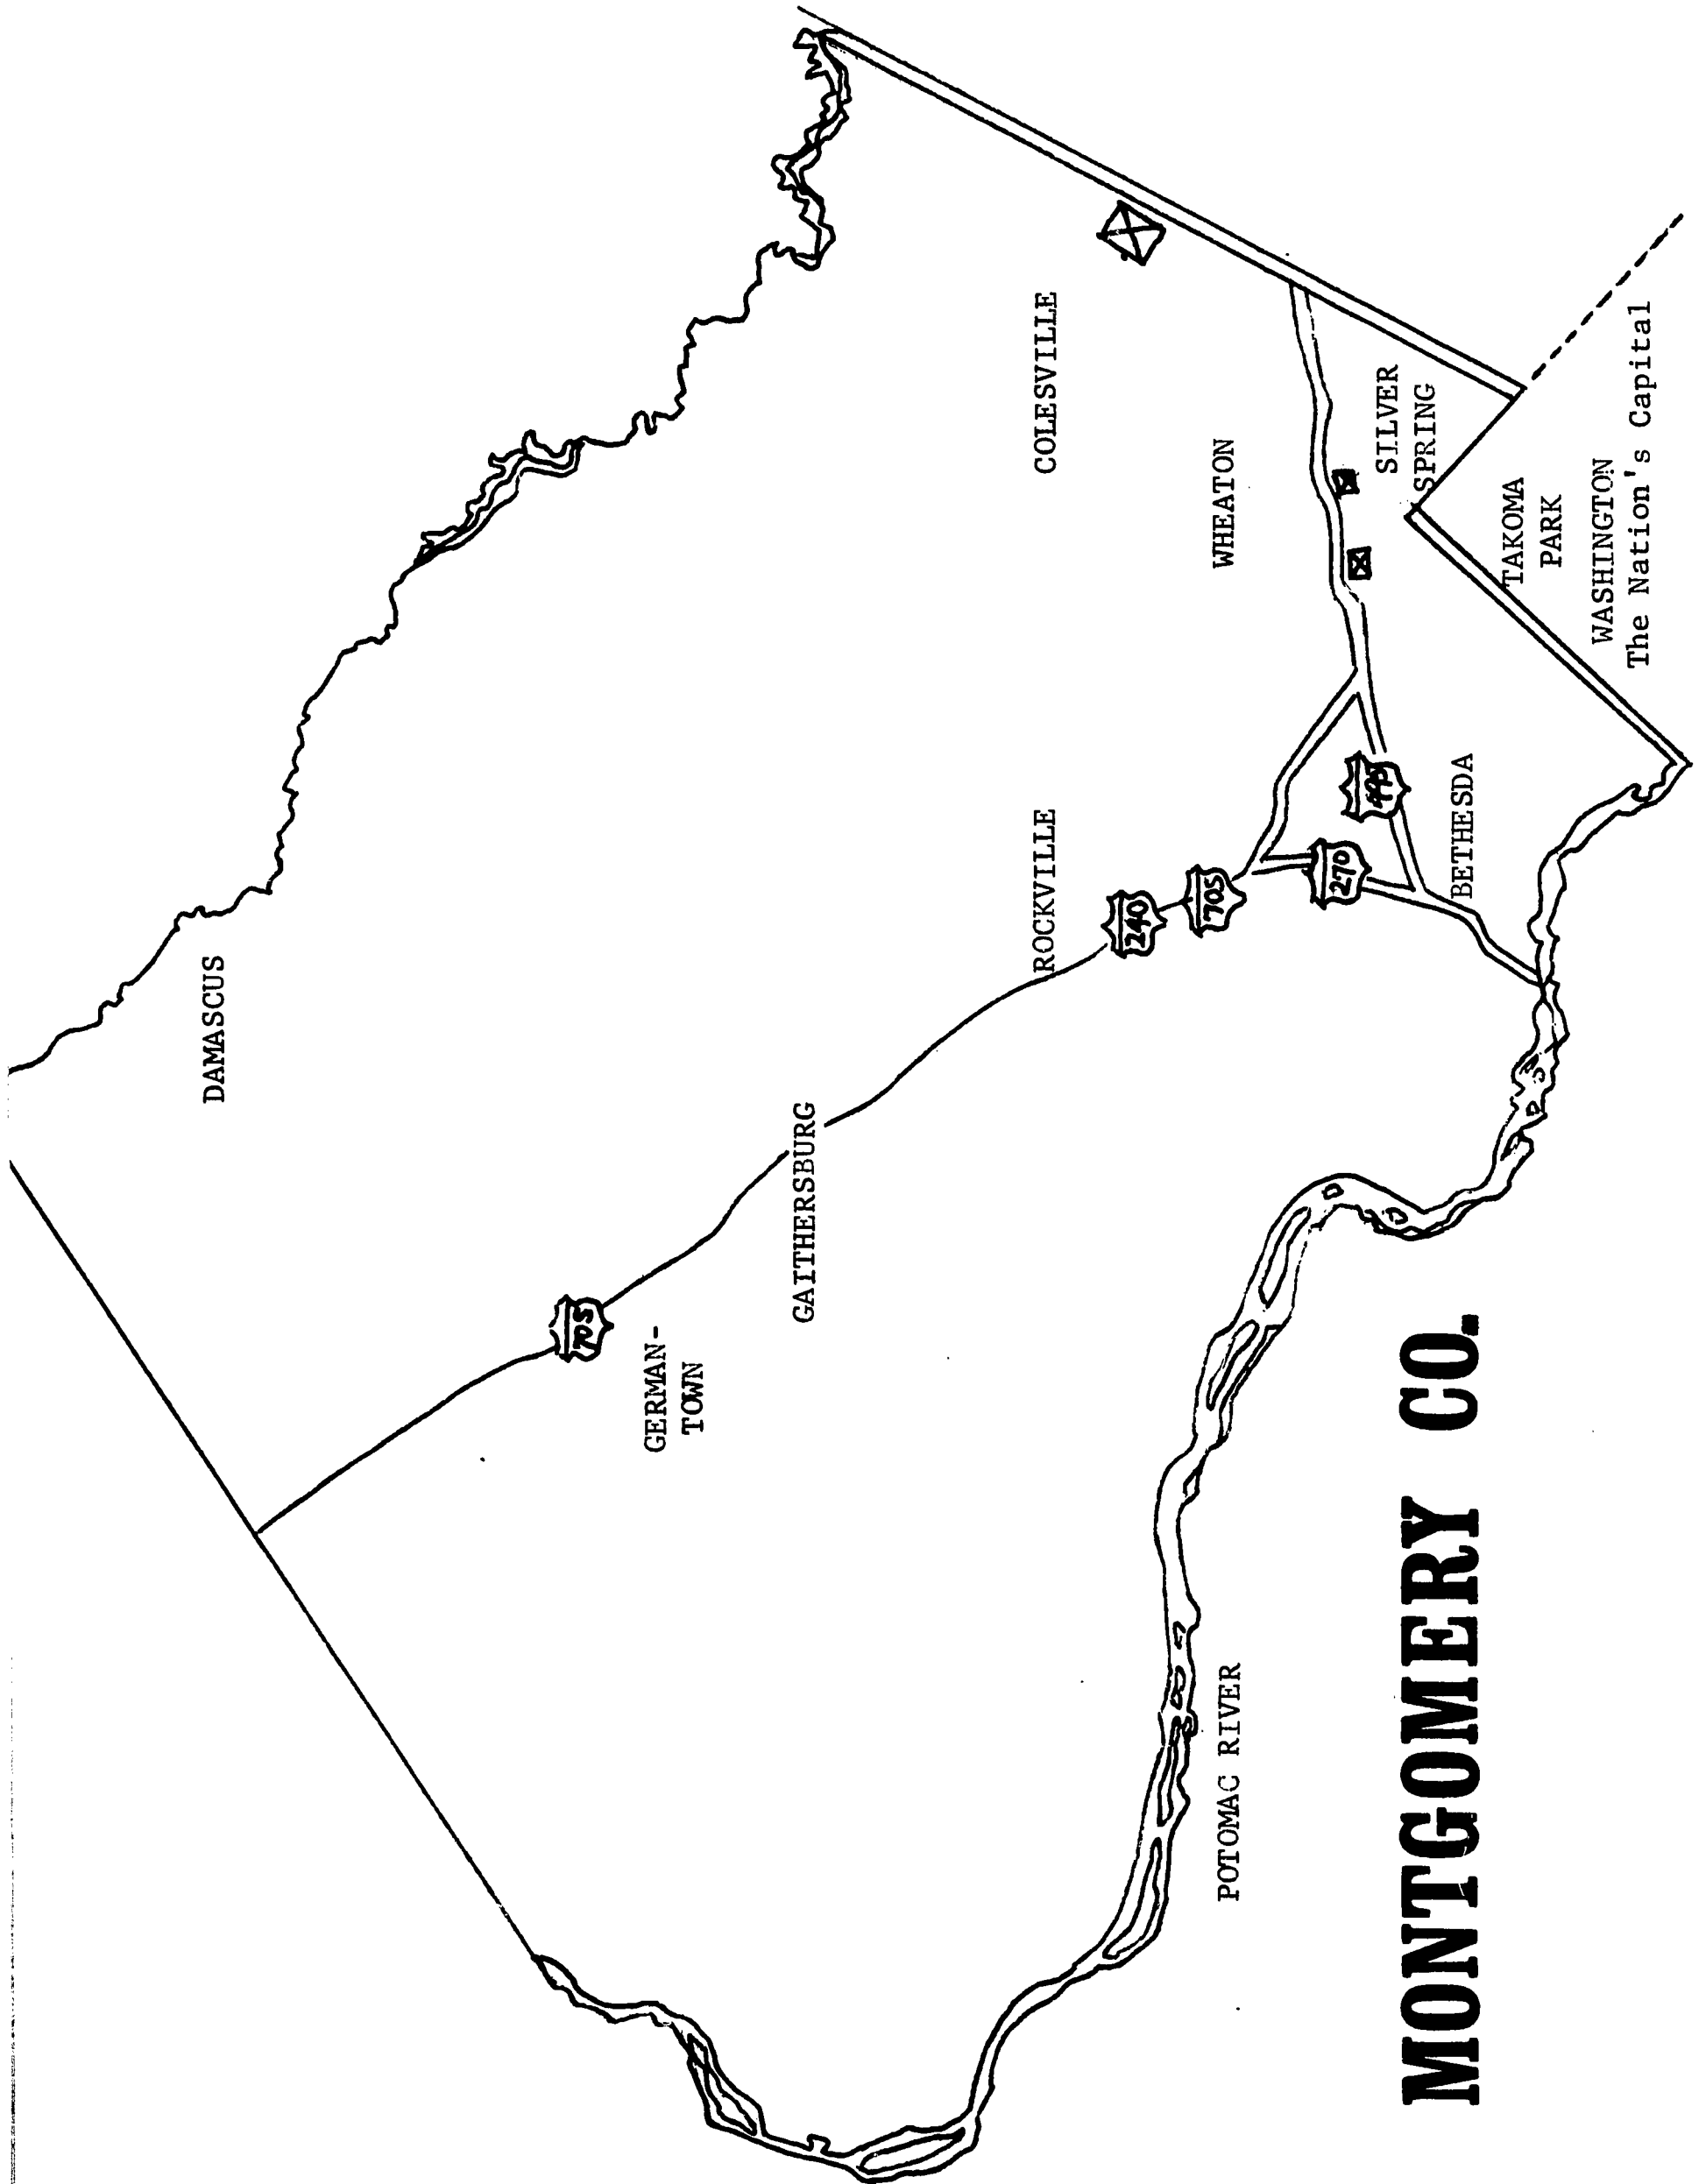 DAMASCUS
70S
GERMAN-
TOWN
GAITHERSBURG
ROCKVILLE
COLESVILLE
240
70S
WHEATON
270
495
SILVER
SPRING
BETHESDA
TAKOMA
PARK
WASHINGTON
The Nation's Capital
POTOMAC RIVER
MONTGOMERY CO.